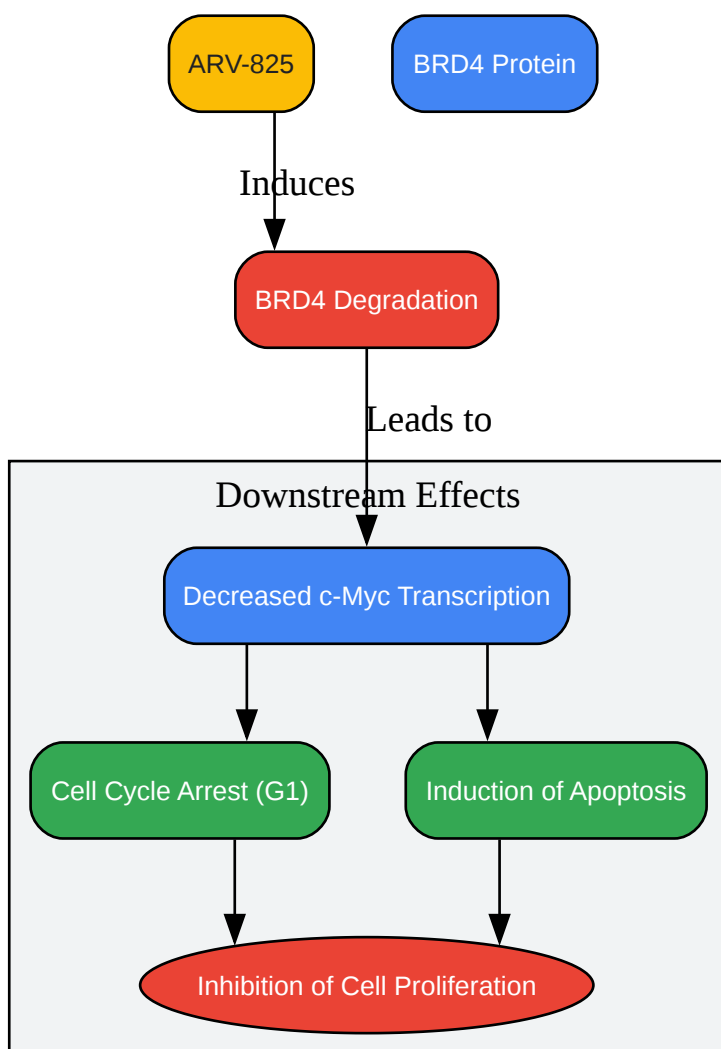 ARV-825
BRD4 Protein
Induces
BRD4 Degradation
Leads to
Downstream Effects
Decreased c-Myc Transcription
Cell Cycle Arrest (G1)
Induction of Apoptosis
Inhibition of Cell Proliferation